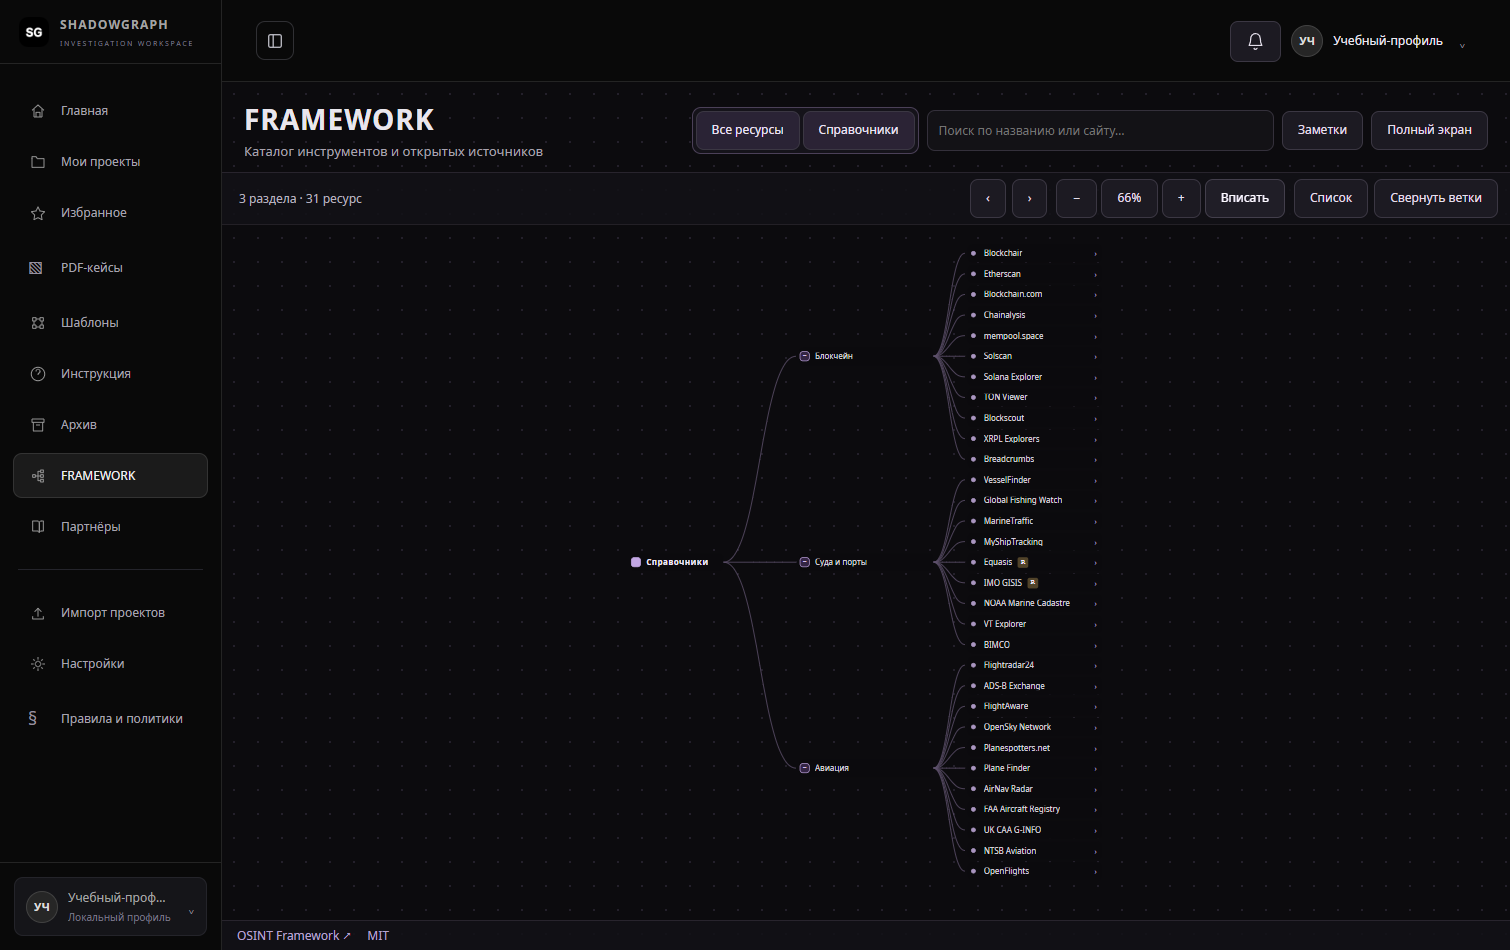 SG
SHADOWGRAPH
INVESTIGATION WORKSPACE
Главная
Мои проекты
Избранное
PDF-кейсы
Шаблоны
Инструкция
Архив
FRAMEWORK
Партнёры
Импорт проектов
Настройки
§ Правила и политики
УЧ
Учебный-проф...
Локальный профиль
УЧ Учебный-профиль
FRAMEWORK
Каталог инструментов и открытых источников
Все ресурсы Справочники Поиск по названию или сайту... Заметки Полный экран
3 раздела · 31 ресурс
‹ › − 66% + Вписать Список Свернуть ветки
Справочники
Блокчейн
Blockchair
Etherscan
Blockchain.com
Chainalysis
mempool.space
Solscan
Solana Explorer
TON Viewer
Blockscout
XRPL Explorers
Breadcrumbs
Суда и порты
VesselFinder
Global Fishing Watch
MarineTraffic
MyShipTracking
Equasis R
IMO GISIS R
NOAA Marine Cadastre
VT Explorer
BIMCO
Авиация
Flightradar24
ADS-B Exchange
FlightAware
OpenSky Network
Planespotters.net
Plane Finder
AirNav Radar
FAA Aircraft Registry
UK CAA G-INFO
NTSB Aviation
OpenFlights
OSINT Framework ↗ MIT